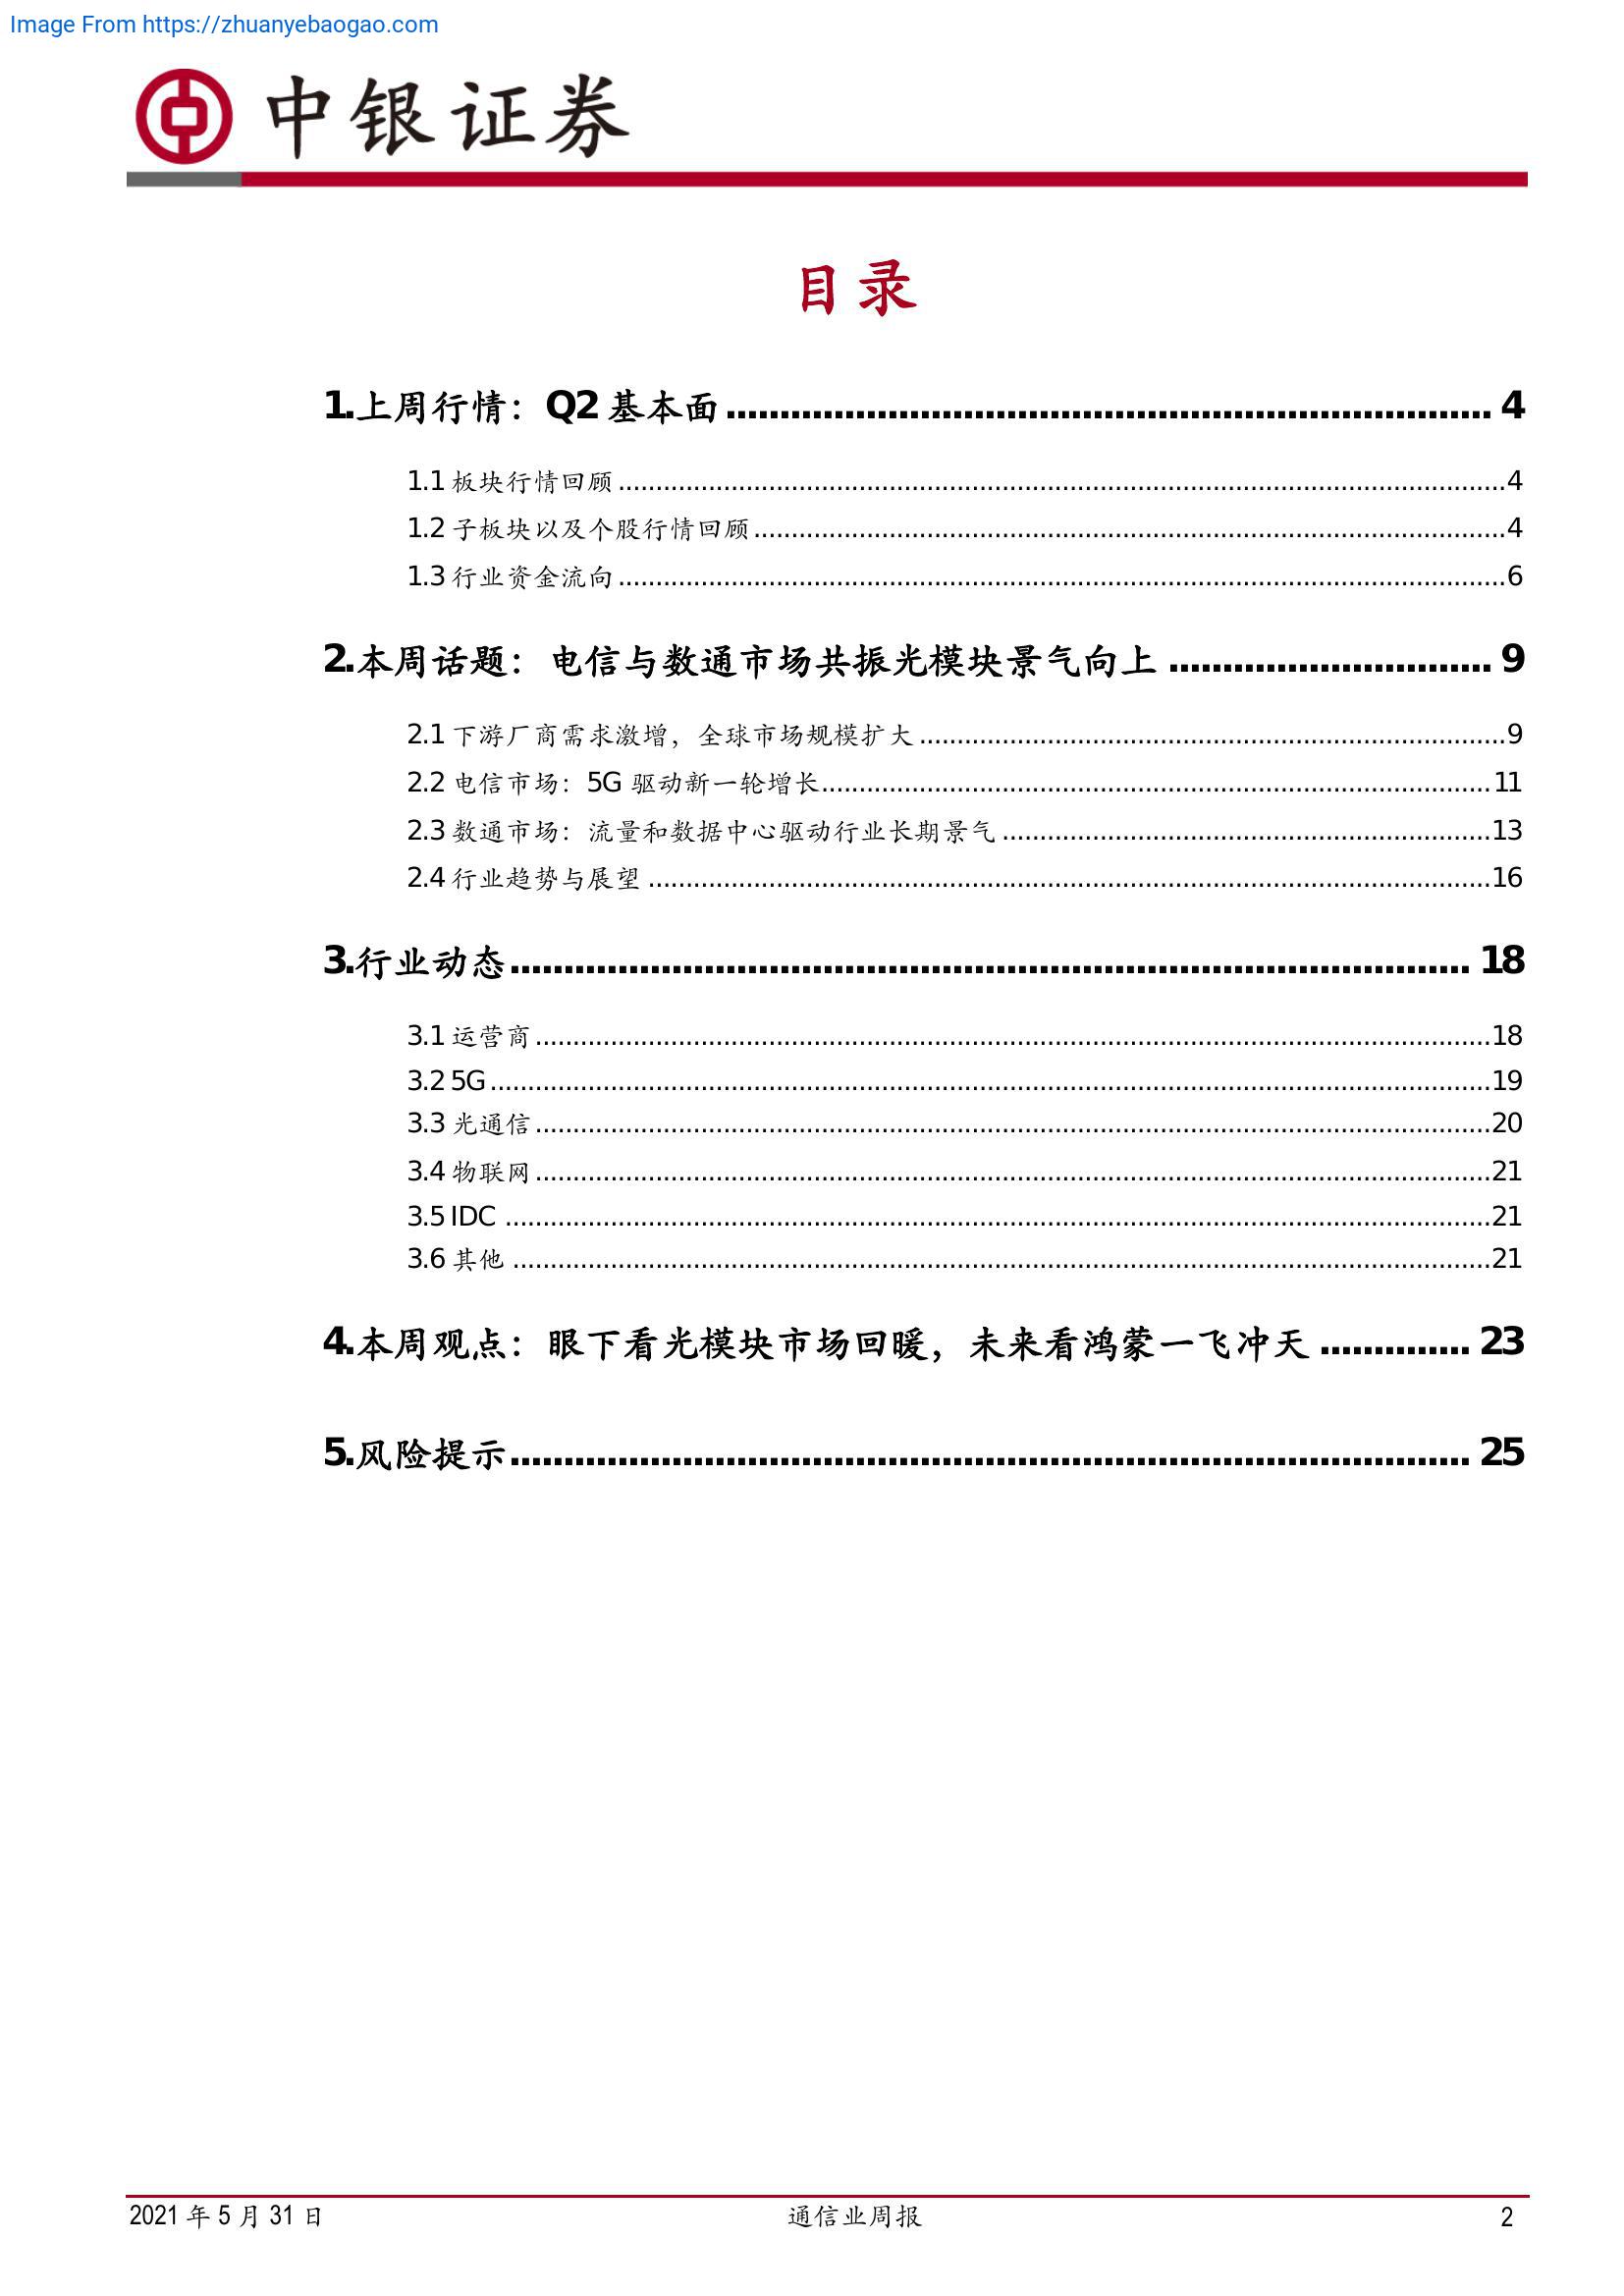 Image From https://zhuanyebaogao.com
中银证券
目录
1.上周行情：Q2 基本面........................................................................ 4
1.1 板块行情回顾......................................................................................................................4
1.2 子板块以及个股行情回顾....................................................................................................4
1.3 行业资金流向......................................................................................................................6
2.本周话题：电信与数通市场共振光模块景气向上.............................. 9
2.1 下游厂商需求激增，全球市场规模扩大..............................................................................9
2.2 电信市场：5G 驱动新一轮增长.........................................................................................11
2.3 数通市场：流量和数据中心驱动行业长期景气.................................................................13
2.4 行业趋势与展望................................................................................................................16
3.行业动态.......................................................................................... 18
3.1 运营商...............................................................................................................................18
3.2 5G.....................................................................................................................................19
3.3 光通信...............................................................................................................................20
3.4 物联网...............................................................................................................................21
3.5 IDC ...................................................................................................................................21
3.6 其他..................................................................................................................................21
4.本周观点：眼下看光模块市场回暖，未来看鸿蒙一飞冲天.............. 23
5.风险提示.......................................................................................... 25
2021 年 5 月 31 日
通信业周报
2